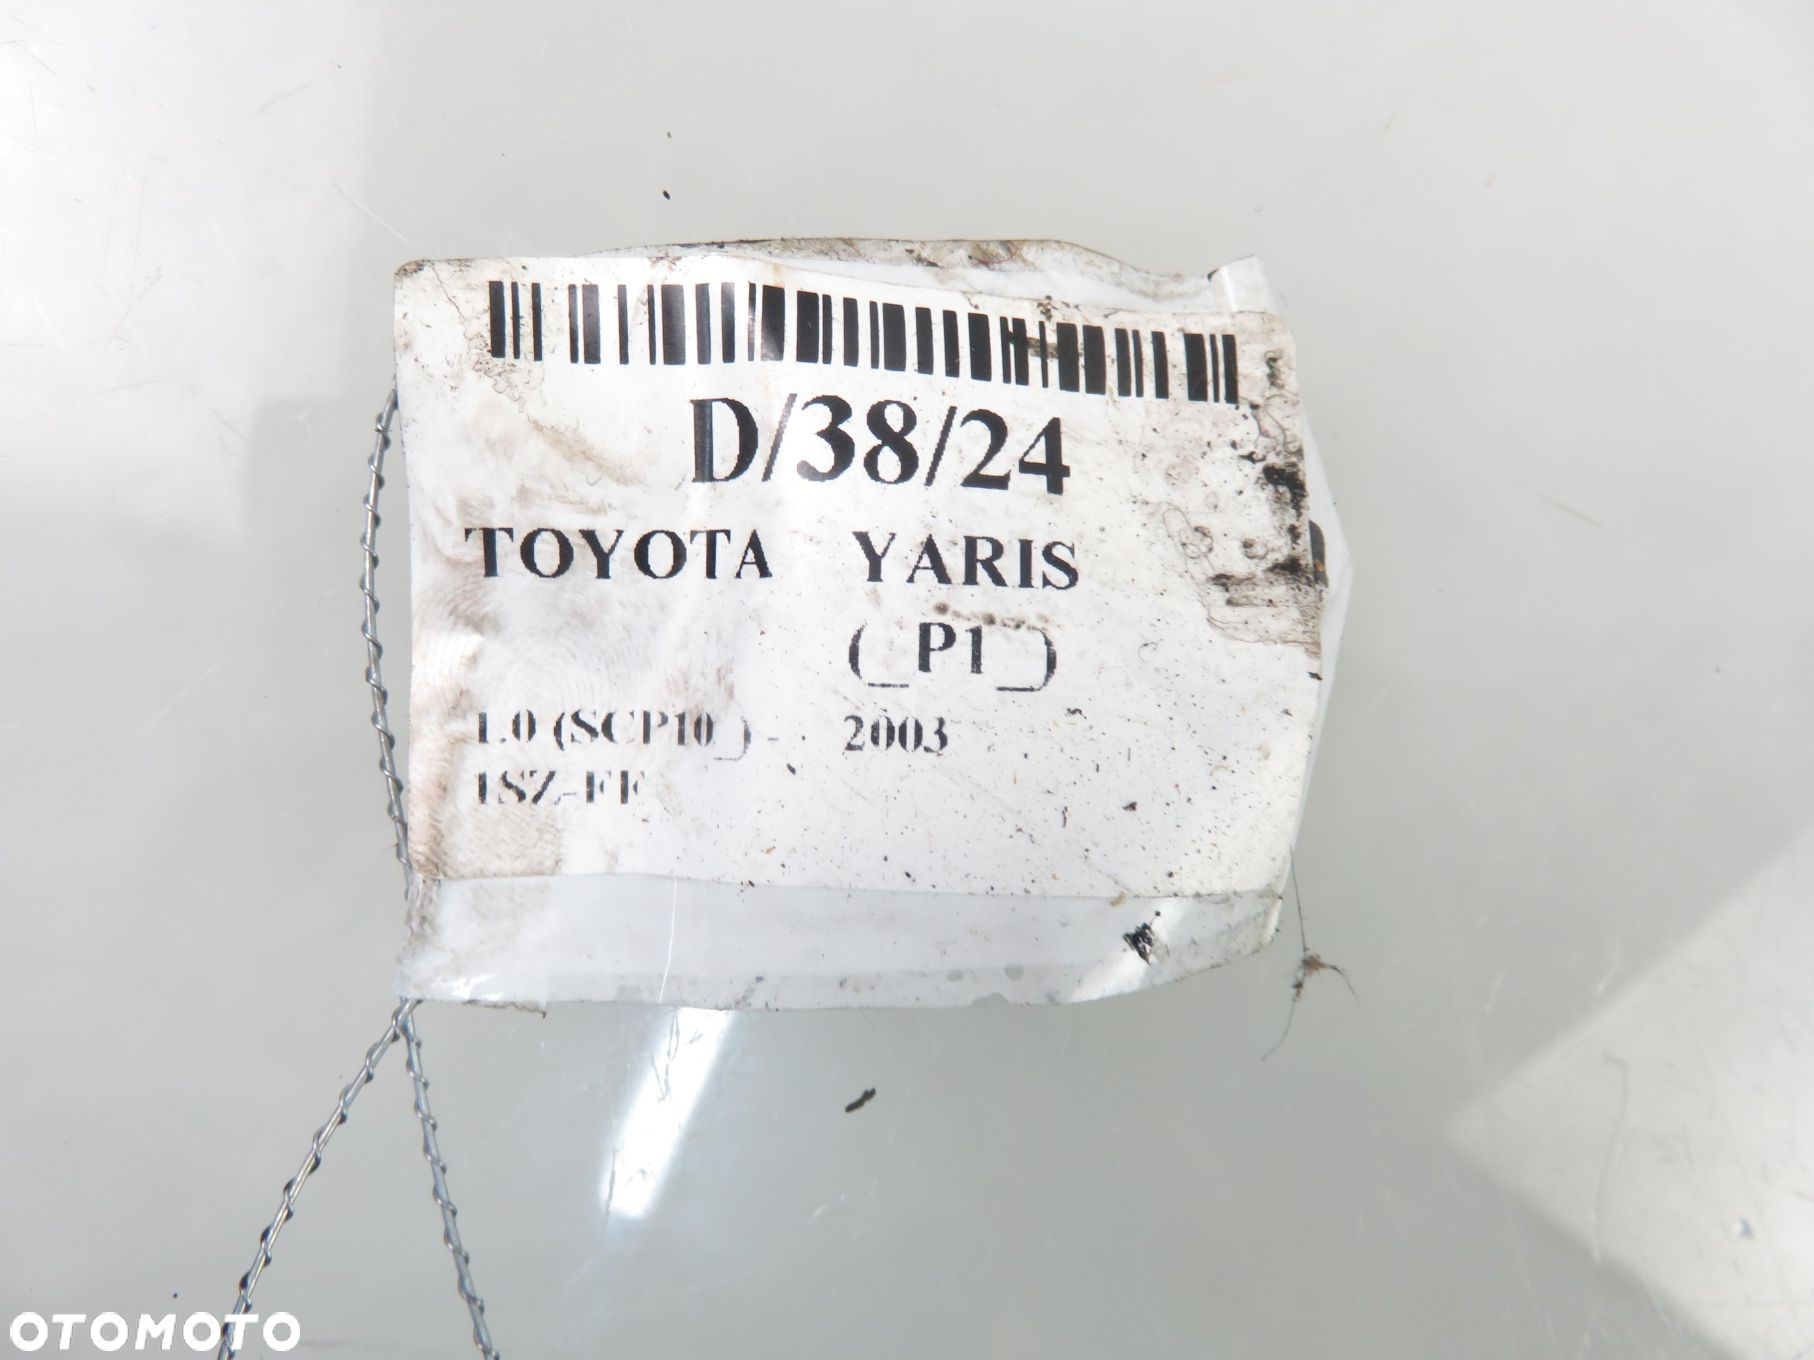 D/38/24
TOYOTA YARIS
(_P1_)
1.0 (SCP10_) - 2003
1SZ-FE
OTOMOTO